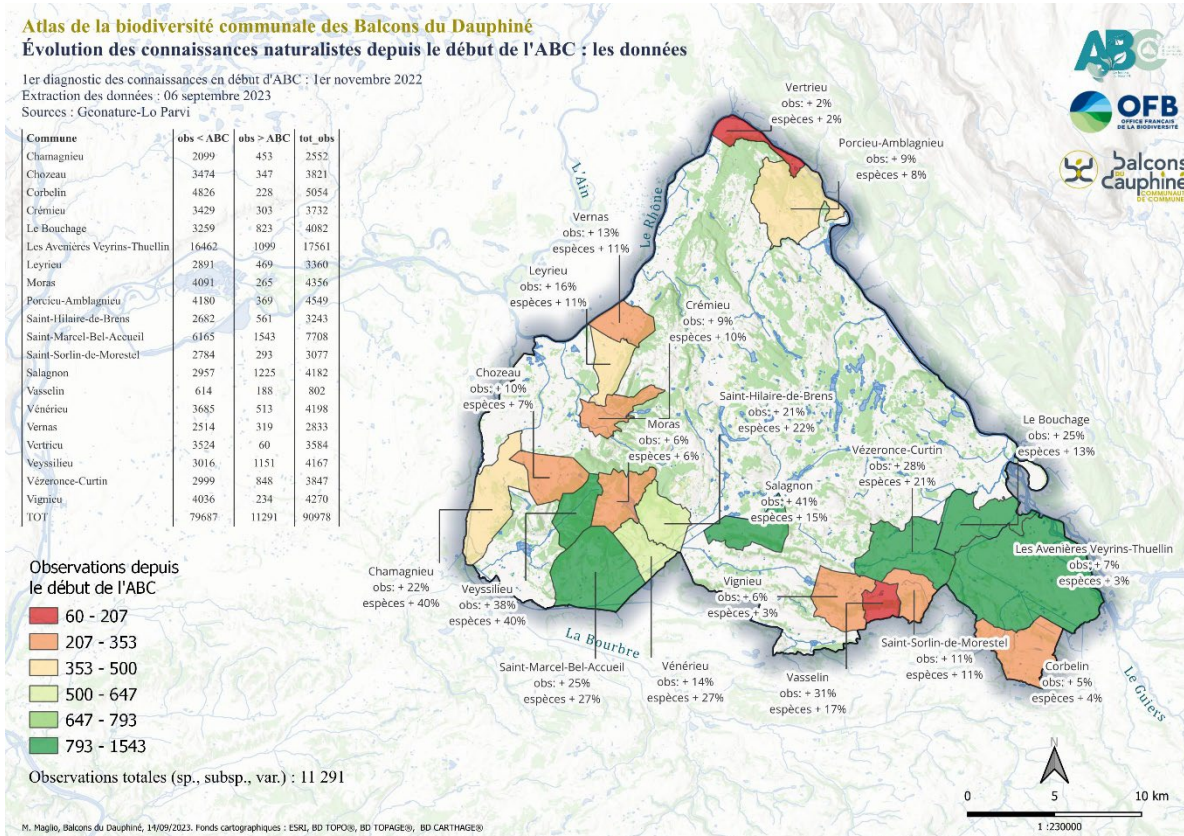 Atlas de la biodiversité communale des Balcons du Dauphiné
Évolution des connaissances naturalistes depuis le début de l'ABC : les données
1er diagnostic des connaissances en début d'ABC : 1er novembre 2022
Extraction des données : 06 septembre 2023
Sources : Geonature-Lo Parvi
Commune obs < ABC obs > ABC tot_obs
Chamagnieu 2099 453 2552
Chozeau 3474 347 3821
Corbelin 4826 228 5054
Crémieu 3429 303 3732
Le Bouchage 3259 823 4082
Les Avenières Veyrins-Thuellin 16462 1099 17561
Leyrieu 2891 469 3360
Moras 4091 265 4356
Porcieu-Amblagnieu 4180 369 4549
Saint-Hilaire-de-Brens 2682 561 3243
Saint-Marcel-Bel-Accueil 6165 1543 7708
Saint-Sorlin-de-Morestel 2784 293 3077
Salagnon 2957 1225 4182
Vasselin 614 188 802
Vénérieu 3685 513 4198
Vernas 2514 319 2833
Vertrieu 3524 60 3584
Veyssilieu 3016 1151 4167
Vézeronce-Curtin 2999 848 3847
Vignieu 4036 234 4270
TOT 79687 11291 90978
Observations depuis
le début de l'ABC
60 - 207
207 - 353
353 - 500
500 - 647
647 - 793
793 - 1543
Observations totales (sp., subsp., var.) : 11 291
Vertrieu
obs: + 2%
espèces + 2%
Porcieu-Amblagnieu
obs: + 9%
espèces + 8%
L'Ain
Le Rhône
Vernas
obs: + 13%
espèces + 11%
Leyrieu
obs: + 16%
espèces + 11%
Crémieu
obs: + 9%
espèces + 10%
Chozeau
obs: + 10%
espèces + 7%
Moras
obs: + 6%
espèces + 6%
Saint-Hilaire-de-Brens
obs: + 21%
espèces + 22%
Le Bouchage
obs: + 25%
espèces + 13%
Vézeronce-Curtin
obs: + 28%
espèces + 21%
Salagnon
obs: + 41%
espèces + 15%
Les Avenières Veyrins-Thuellin
obs: + 7%
espèces + 3%
Chamagnieu
obs: + 22%
espèces + 40%
Veyssilieu
obs: + 38%
espèces + 40%
Vignieu
obs: + 6%
espèces + 3%
La Bourbre
Saint-Marcel-Bel-Accueil
obs: + 25%
espèces + 27%
Vénérieu
obs: + 14%
espèces + 27%
Vasselin
obs: + 31%
espèces + 17%
Saint-Sorlin-de-Morestel
obs: + 11%
espèces + 11%
Corbelin
obs: + 5%
espèces + 4%
Le Guiers
ABC
OFB
OFFICE FRANÇAIS
DE LA BIODIVERSITÉ
balcons
DU
dauphiné
COMMUNAUTÉ
DE COMMUNES
N
0 5 10 km
1 :230000
M. Maglio, Balcons du Dauphiné, 14/09/2023. Fonds cartographiques : ESRI, BD TOPO®, BD TOPAGE®, BD CARTHAGE®